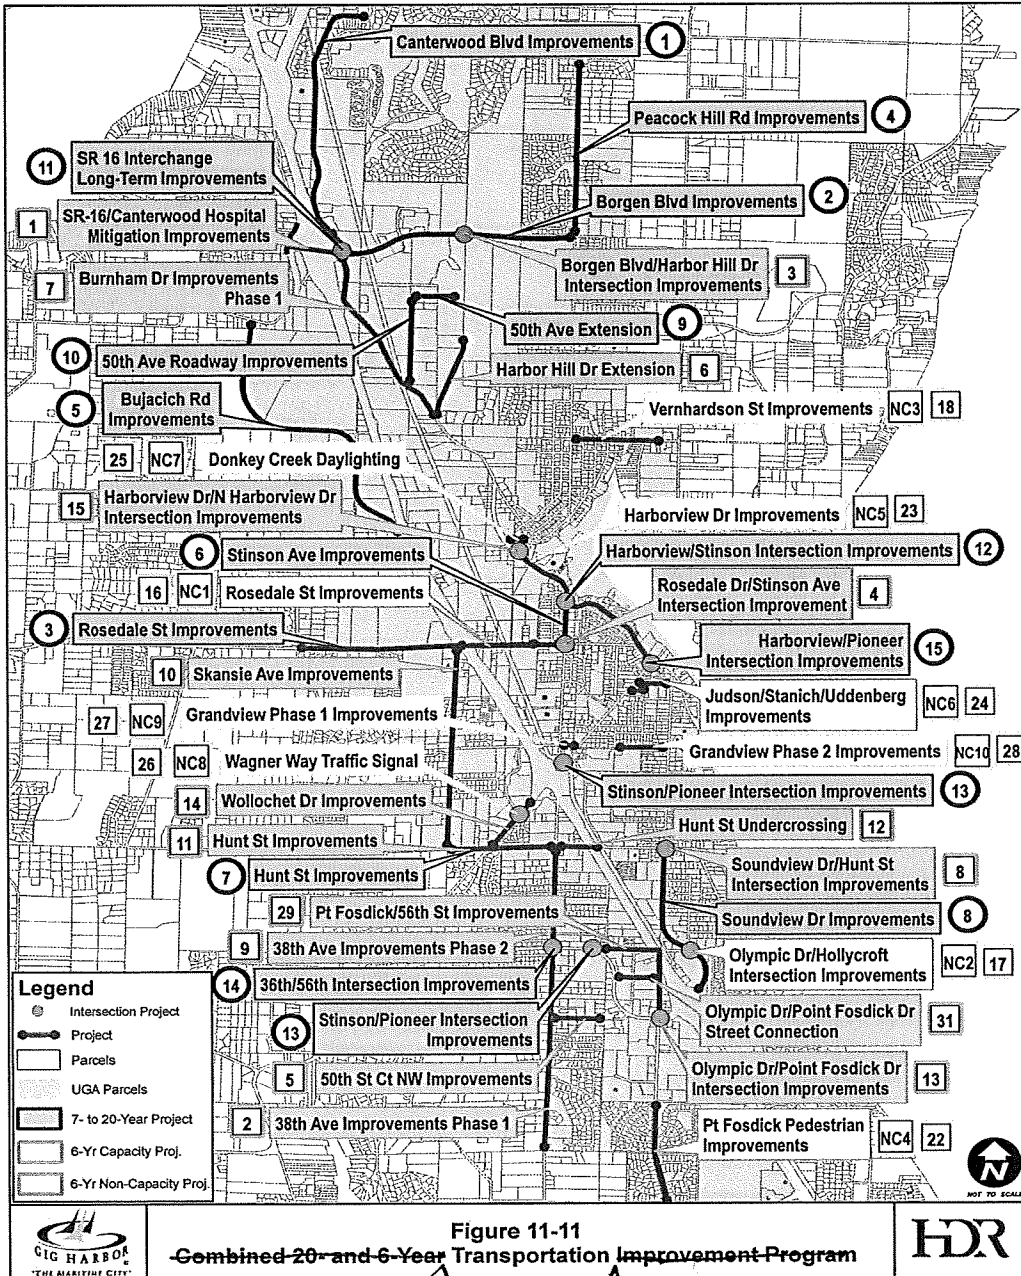 Canterwood Blvd Improvements
1
Peacock Hill Rd Improvements
4
11
SR 16 Interchange
Long-Term Improvements
Borgen Blvd Improvements
2
1
SR-16/Canterwood Hospital
Mitigation Improvements
7
Burnham Dr Improvements
Phase 1
Borgen Blvd/Harbor Hill Dr
Intersection Improvements
3
50th Ave Extension
9
10
50th Ave Roadway Improvements
Harbor Hill Dr Extension
6
5
Bujacich Rd
Improvements
Vernhardson St Improvements
NC3
18
25
NC7
Donkey Creek Daylighting
15
Harborview Dr/N Harborview Dr
Intersection Improvements
Harborview Dr Improvements
NC5
23
6
Stinson Ave Improvements
Harborview/Stinson Intersection Improvements
12
16
NC1
Rosedale St Improvements
Rosedale Dr/Stinson Ave
Intersection Improvement
4
3
Rosedale St Improvements
Harborview/Pioneer
Intersection Improvements
15
10
Skansie Ave Improvements
Judson/Stanich/Uddenberg
Improvements
NC6
24
27
NC9
Grandview Phase 1 Improvements
Grandview Phase 2 Improvements
NC10
28
26
NC8
Wagner Way Traffic Signal
Stinson/Pioneer Intersection Improvements
13
14
Wollochet Dr Improvements
11
Hunt St Improvements
Hunt St Undercrossing
12
7
Hunt St Improvements
Soundview Dr/Hunt St
Intersection Improvements
8
29
Pt Fosdick/56th St Improvements
Soundview Dr Improvements
8
9
38th Ave Improvements Phase 2
Olympic Dr/Hollycroft
Intersection Improvements
NC2
17
14
36th/56th Intersection Improvements
13
Stinson/Pioneer Intersection
Improvements
Olympic Dr/Point Fosdick Dr
Street Connection
31
5
50th St Ct NW Improvements
Olympic Dr/Point Fosdick Dr
Intersection Improvements
13
2
38th Ave Improvements Phase 1
Pt Fosdick Pedestrian
Improvements
NC4
22
Legend
Intersection Project
Project
Parcels
UGA Parcels
7- to 20-Year Project
6-Yr Capacity Proj.
6-Yr Non-Capacity Proj.
N
NOT TO SCALE
GIG HARBOR
"THE MARITIME CITY"
Figure 11-11
Combined 20- and 6-Year Transportation Improvement Program
HDR